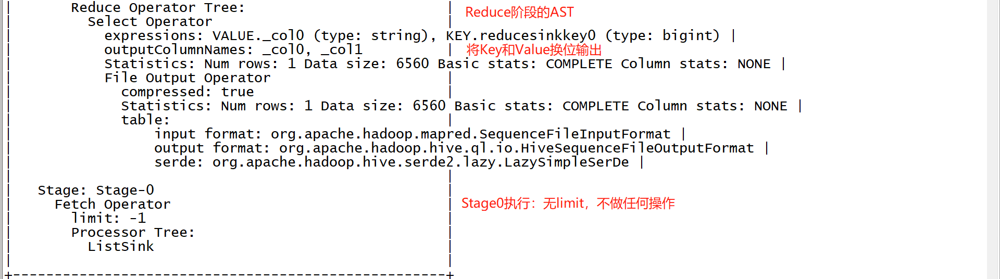 |       Reduce Operator Tree:                        | Reduce阶段的AST
|         Select Operator                            |
|           expressions: VALUE._col0 (type: string), KEY.reducesinkkey0 (type: bigint) |
|           outputColumnNames: _col0, _col1          | 将Key和Value换位输出
|           Statistics: Num rows: 1 Data size: 6560 Basic stats: COMPLETE Column stats: NONE |
|           File Output Operator                     |
|             compressed: true                       |
|             Statistics: Num rows: 1 Data size: 6560 Basic stats: COMPLETE Column stats: NONE |
|             table:                                 |
|                 input format: org.apache.hadoop.mapred.SequenceFileInputFormat |
|                 output format: org.apache.hadoop.hive.ql.io.HiveSequenceFileOutputFormat |
|                 serde: org.apache.hadoop.hive.serde2.lazy.LazySimpleSerDe |
|                                                    |
|   Stage: Stage-0                                   |
|     Fetch Operator                                 | Stage0执行：无limit，不做任何操作
|       limit: -1                                    |
|       Processor Tree:                              |
|         ListSink                                   |
|                                                    |
+----------------------------------------------------+